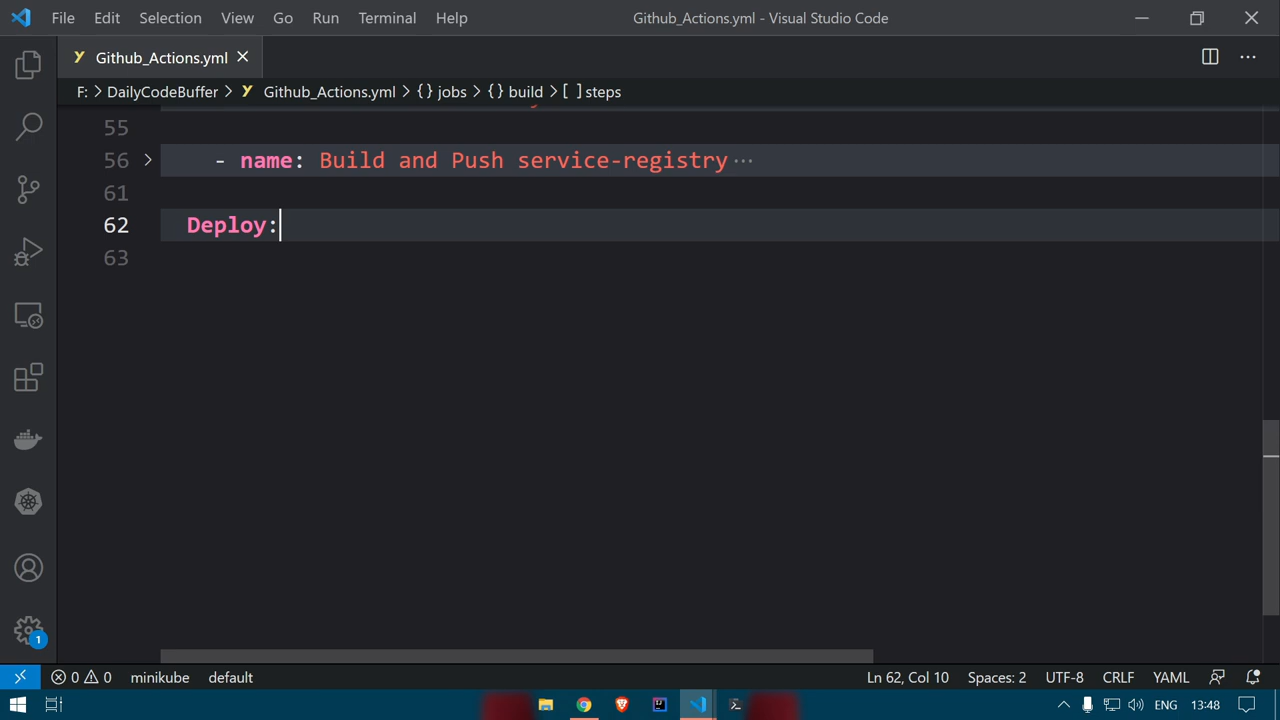 File Edit Selection View Go Run Terminal Help Github_Actions.yml - Visual Studio Code
Y Github_Actions.yml
F: > DailyCodeBuffer > Y Github_Actions.yml > {} jobs > {} build > [ ] steps
55
56 > - name: Build and Push service-registry ···
61
62 Deploy:
63
1
0 0 minikube default Ln 62, Col 10 Spaces: 2 UTF-8 CRLF YAML
ENG 13:48